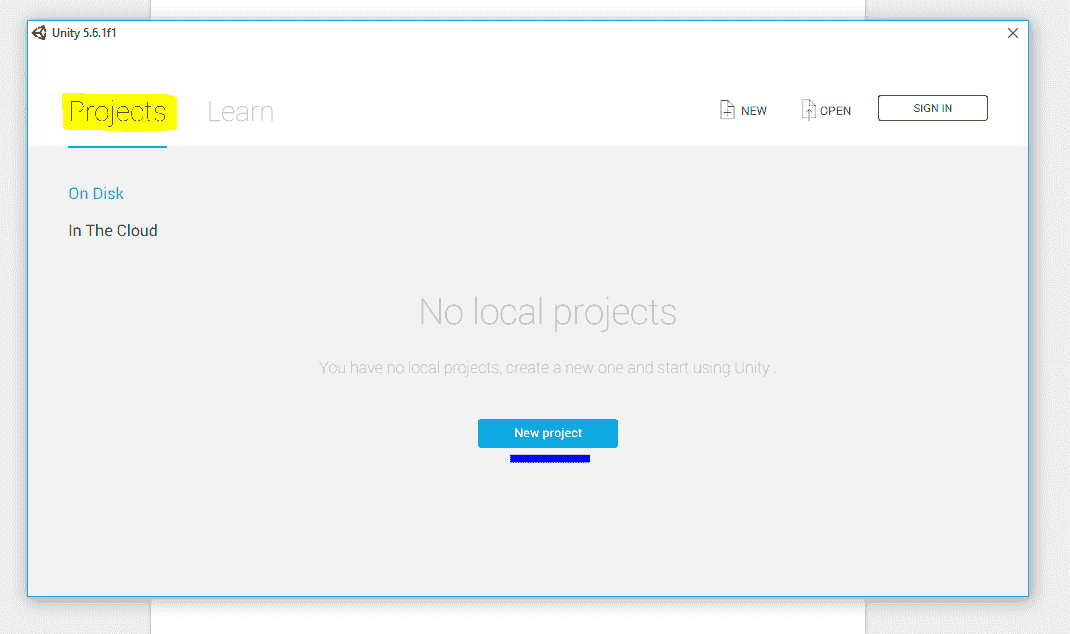 Unity 5.6.1f1
Projects Learn NEW OPEN SIGN IN
On Disk
In The Cloud
No local projects
You have no local projects, create a new one and start using Unity .
New project